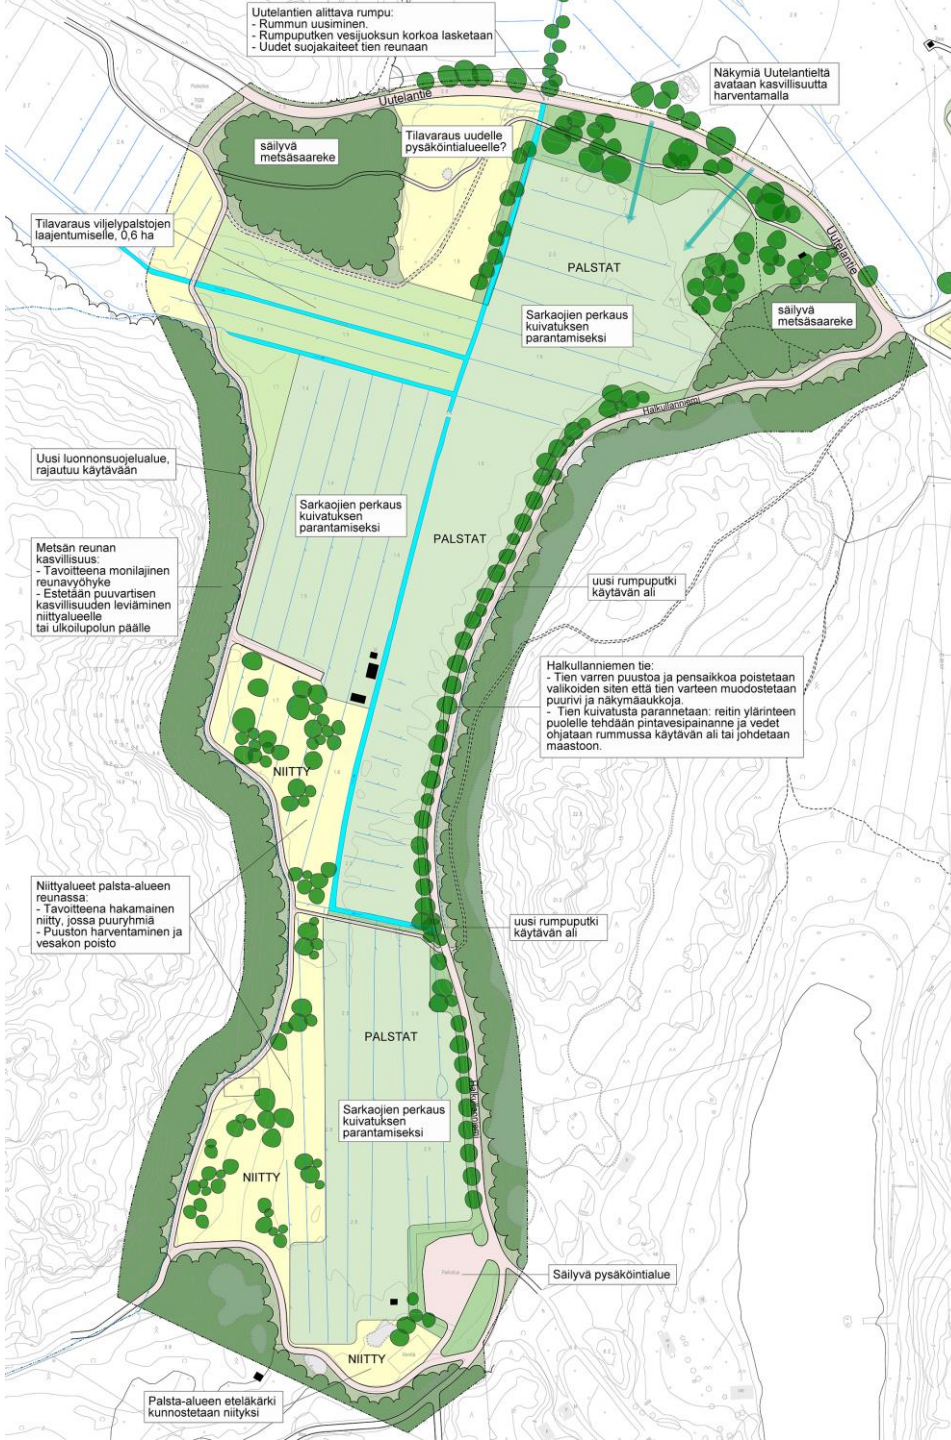 Uutelantien alittava rumpu:
- Rummun uusiminen.
- Rumpuputken vesijuoksun korkoa lasketaan
- Uudet suojakaiteet tien reunaan
Näkymiä Uutelantieltä
avataan kasvillisuutta
harventamalla
Uutelantie
säilyvä
metsäsaareke
Tilavaraus uudelle
pysäköintialueelle?
Tilavaraus viljelypalstojen
laajentumiselle, 0,6 ha
PALSTAT
Uutelantie
Sarkaojien perkaus
kuivatuksen
parantamiseksi
säilyvä
metsäsaareke
Halkullanniemi
Uusi luonnonsuojelualue,
rajautuu käytävään
Sarkaojien perkaus
kuivatuksen
parantamiseksi
PALSTAT
Metsän reunan
kasvillisuus:
- Tavoitteena monilajinen
reunavyöhyke
- Estetään puuvartisen
kasvillisuuden leviäminen
niittyalueelle
tai ulkoilupolun päälle
uusi rumpuputki
käytävän ali
Halkullanniemen tie:
- Tien varren puustoa ja pensaikkoa poistetaan
valikoiden siten että tien varteen muodostetaan
puurivi ja näkymäaukkoja.
- Tien kuivatusta parannetaan: reitin ylärinteen
puolelle tehdään pintavesipainanne ja vedet
ohjataan rummussa käytävän ali tai johdetaan
maastoon.
NIITTY
Niittyalueet palsta-alueen
reunassa:
- Tavoitteena hakamainen
niitty, jossa puuryhmiä
- Puuston harventaminen ja
vesakon poisto
uusi rumpuputki
käytävän ali
PALSTAT
Sarkaojien perkaus
kuivatuksen
parantamiseksi
Halkullanniemi
NIITTY
Säilyvä pysäköintialue
NIITTY
Palsta-alueen eteläkärki
kunnostetaan niityksi